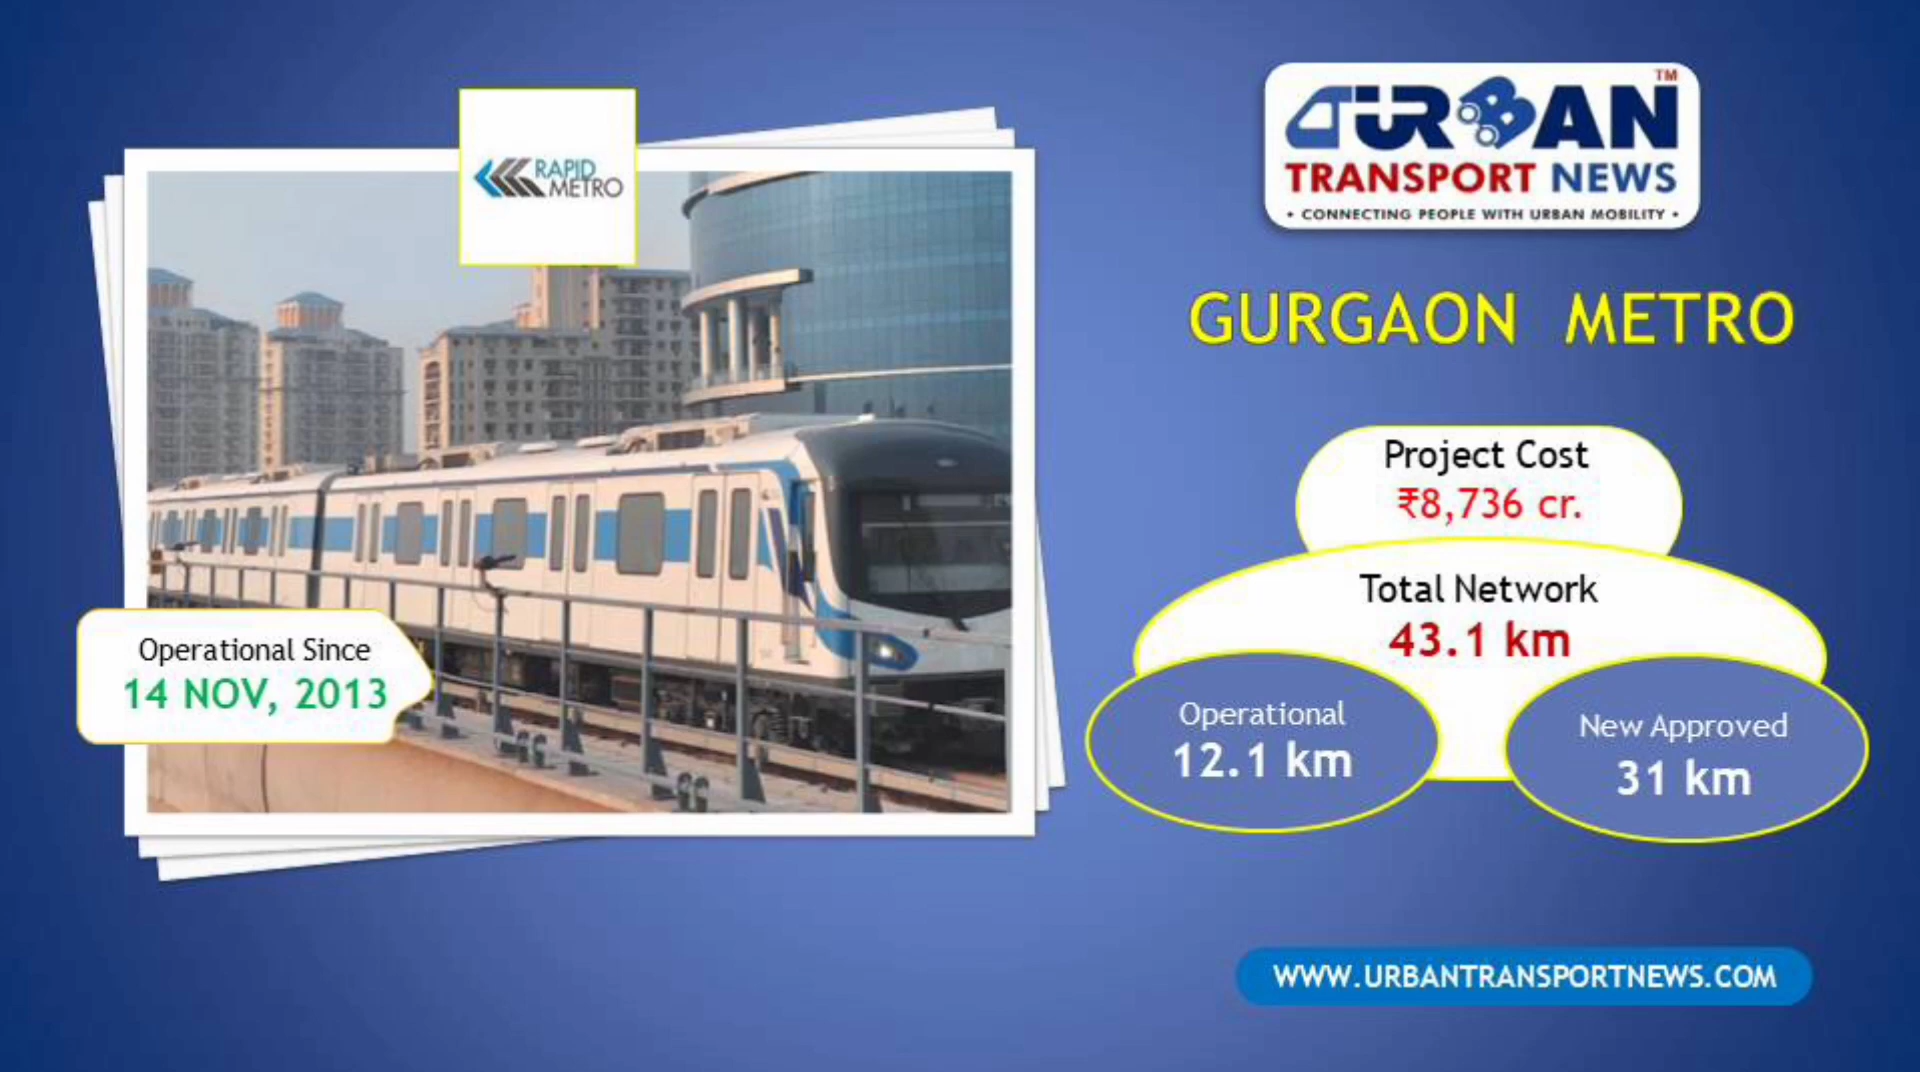 RAPID
METRO
Operational Since
14 NOV, 2013
URBAN
TM
TRANSPORT NEWS
• CONNECTING PEOPLE WITH URBAN MOBILITY •
GURGAON METRO
Project Cost
₹8,736 cr.
Total Network
43.1 km
Operational
12.1 km
New Approved
31 km
WWW.URBANTRANSPORTNEWS.COM